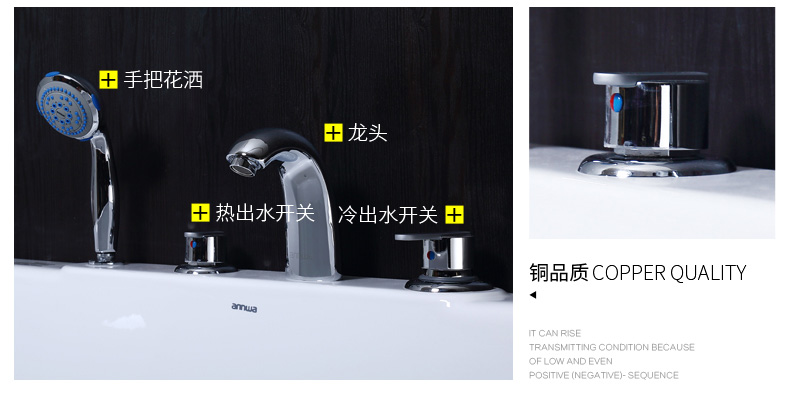 手把花洒
龙头
热出水开关
冷出水开关
annwa
铜品质 COPPER QUALITY
IT CAN RISE
TRANSMITTING CONDITION BECAUSE
OF LOW AND EVEN
POSITIVE (NEGATIVE)- SEQUENCE